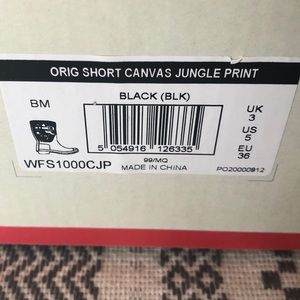 ORIG SHORT CANVAS JUNGLE PRINT
BM
BLACK (BLK)
UK
3
US
5
EU
36
5 054916 126335
WFS1000CJP
99/MQ
MADE IN CHINA
PO20000912